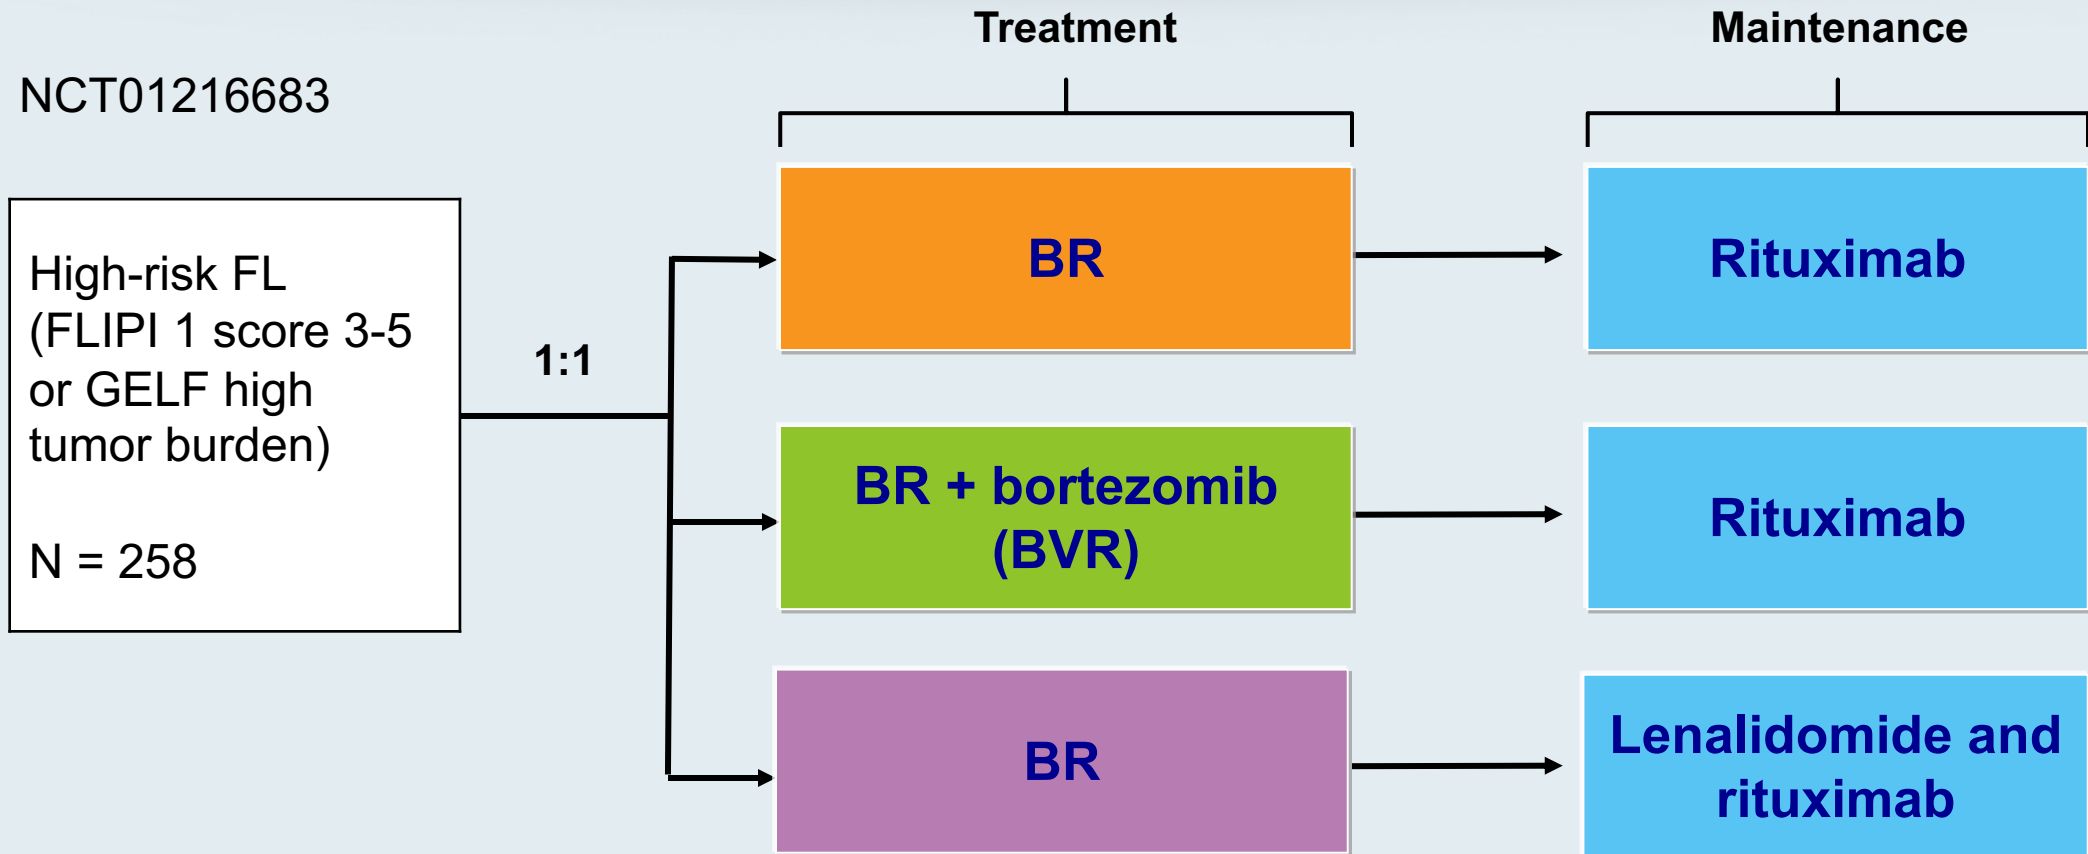 Treatment
Maintenance
NCT01216683
High-risk FL
(FLIPI 1 score 3-5
or GELF high
tumor burden)
N = 258
1:1
BR
Rituximab
BR + bortezomib
(BVR)
Rituximab
BR
Lenalidomide and
rituximab